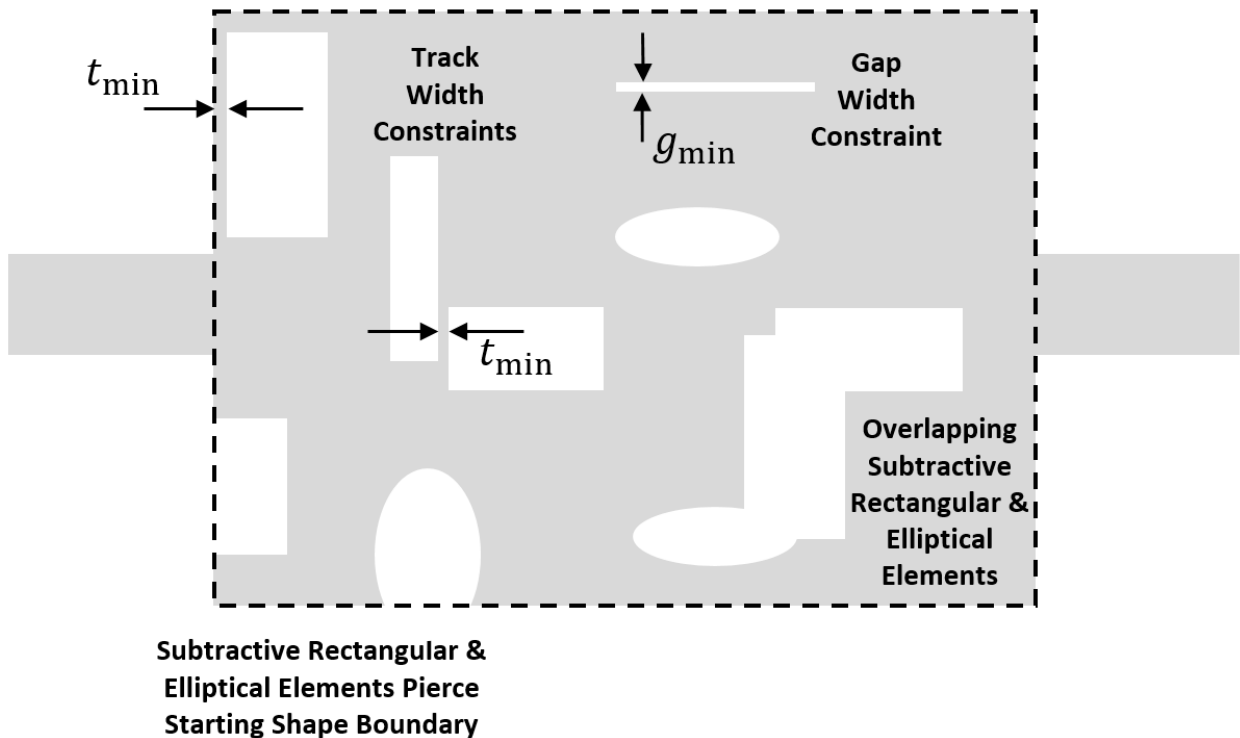 t_min
Track
Width
Constraints
g_min
Gap
Width
Constraint
t_min
Overlapping
Subtractive
Rectangular &
Elliptical
Elements
Subtractive Rectangular &
Elliptical Elements Pierce
Starting Shape Boundary